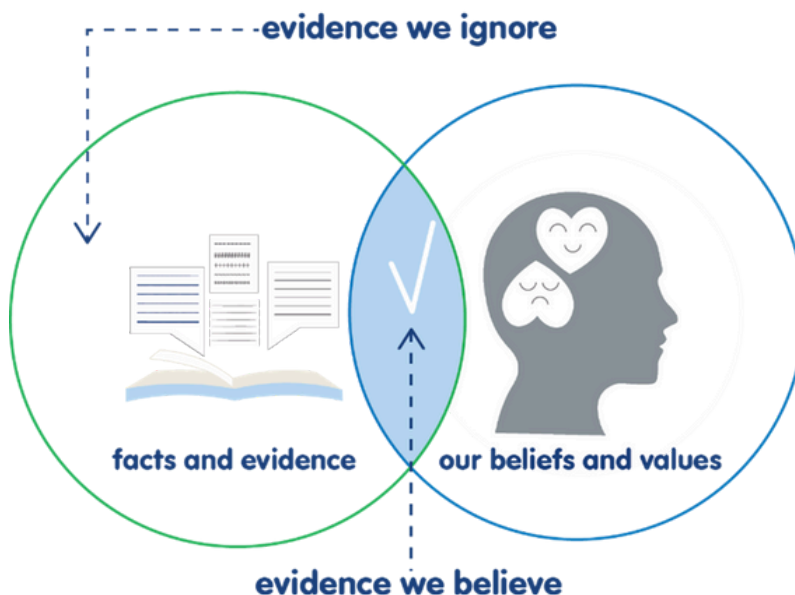 evidence we ignore
facts and evidence
our beliefs and values
evidence we believe